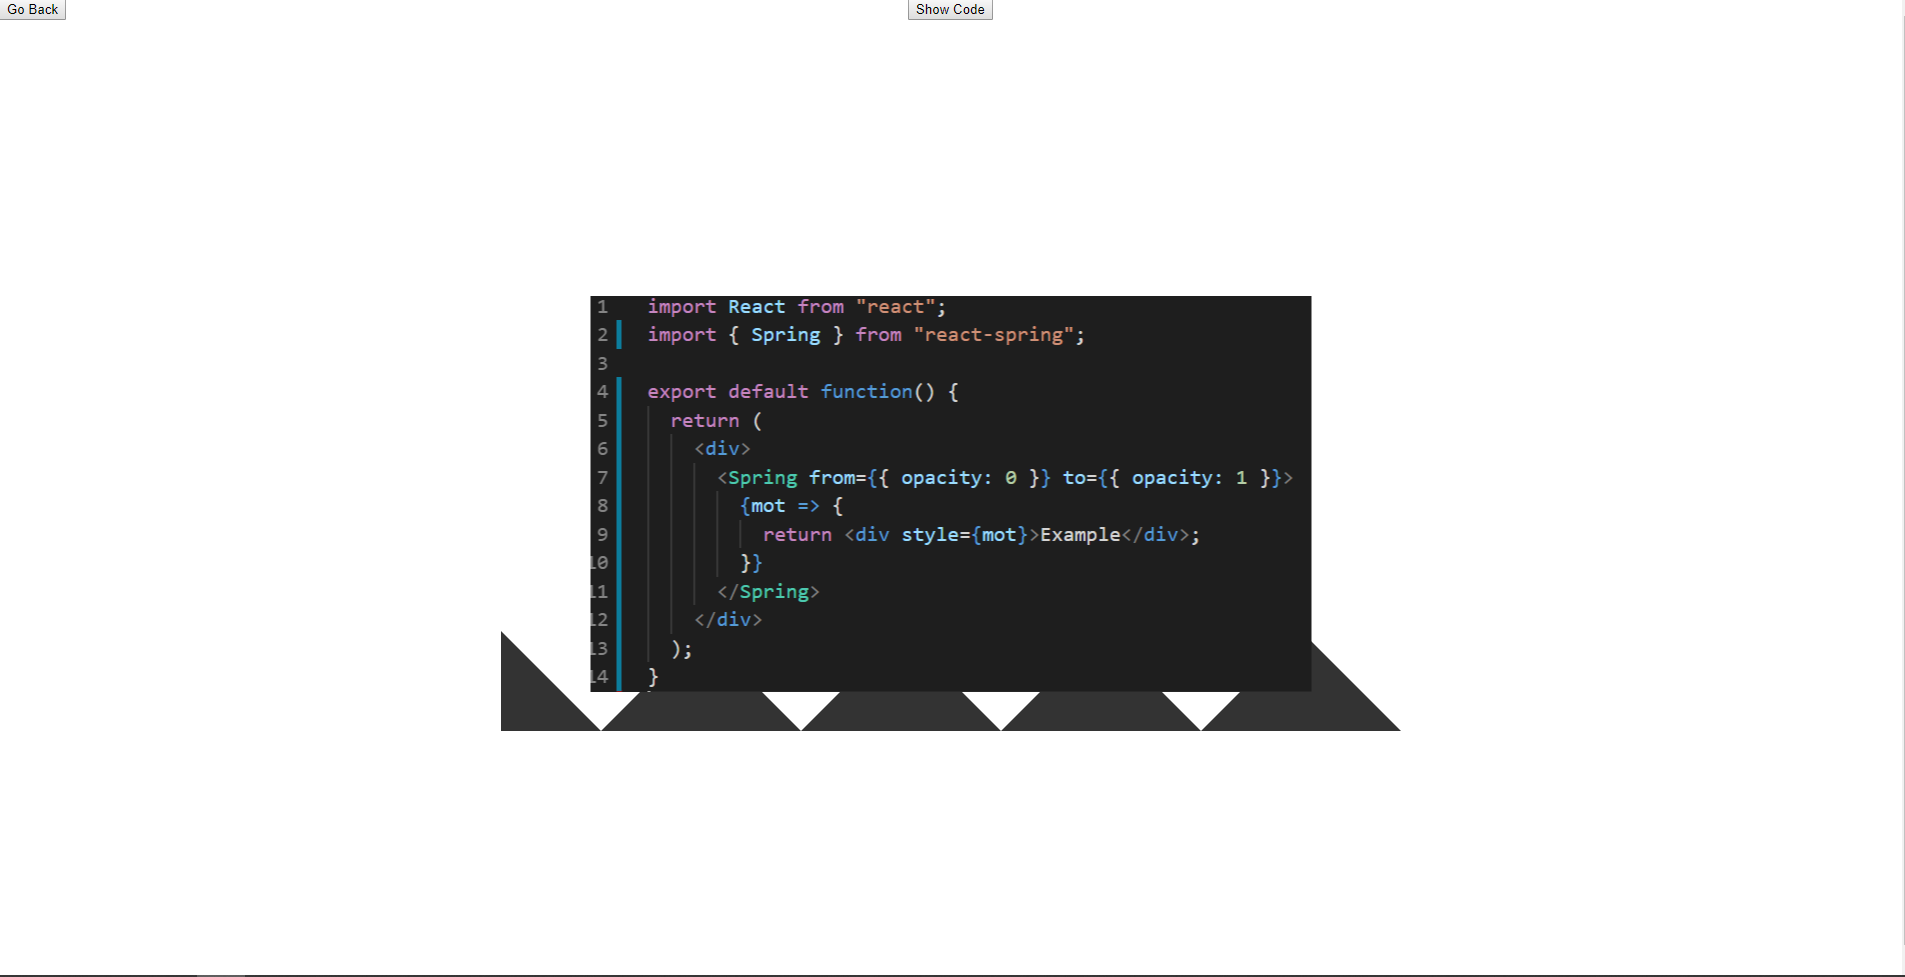 Go Back
Show Code
1 import React from "react";
2 import { Spring } from "react-spring";
3
4 export default function() {
5 return (
6 <div>
7 <Spring from={{ opacity: 0 }} to={{ opacity: 1 }}>
8 {mot => {
9 return <div style={mot}>Example</div>;
10 }}
11 </Spring>
12 </div>
13 );
14 }